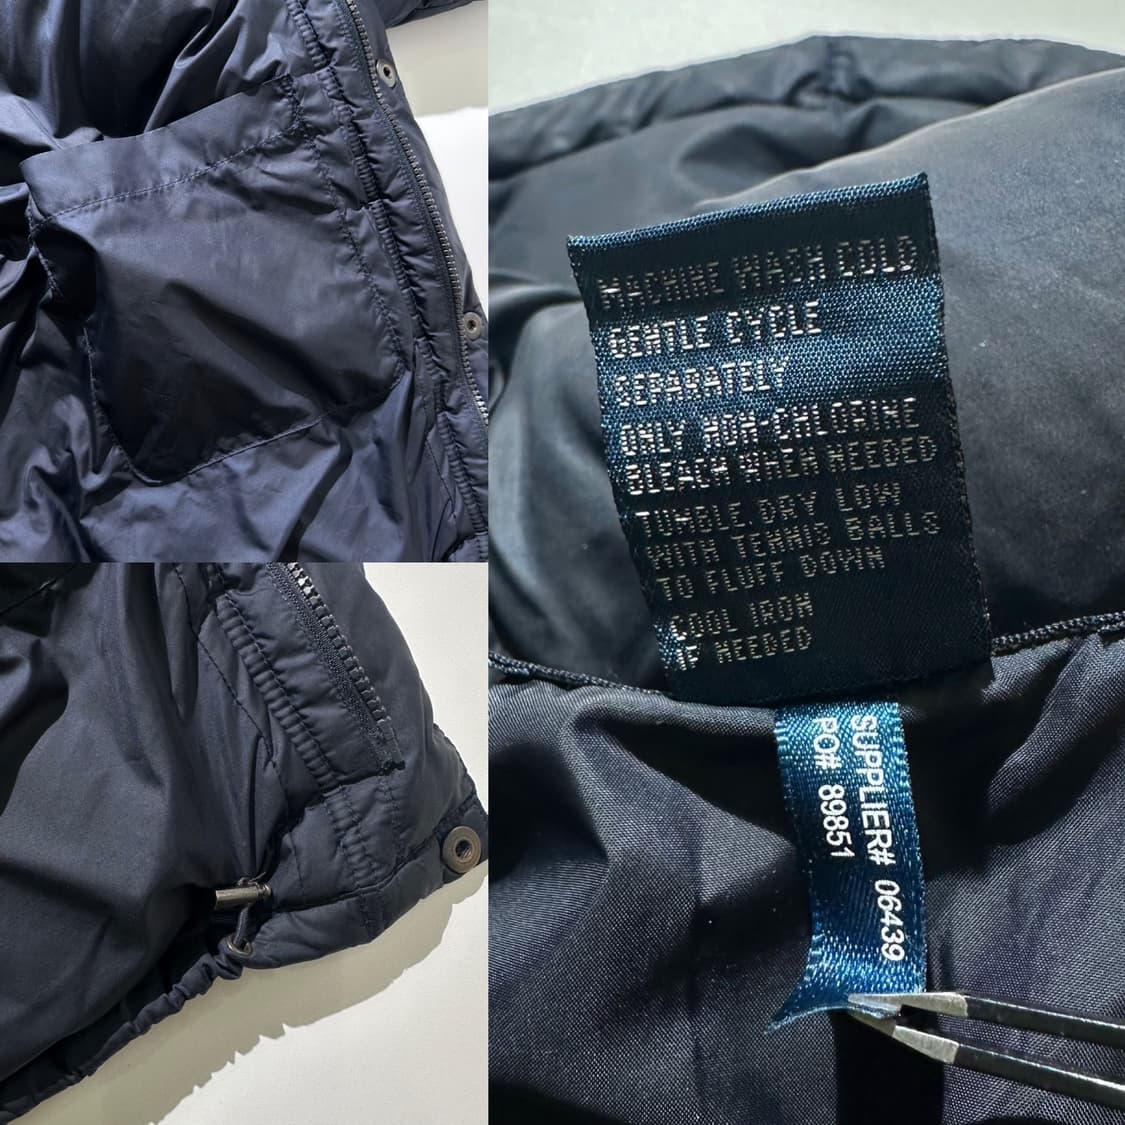 MACHINE WASH COLD
GENTLE CYCLE
SEPARATELY
ONLY NON-CHLORINE
BLEACH WHEN NEEDED
TUMBLE DRY LOW
WITH TENNIS BALLS
TO FLUFF DOWN
COOL IRON
IF NEEDED
SUPPLIER# 06439
PO# 89851